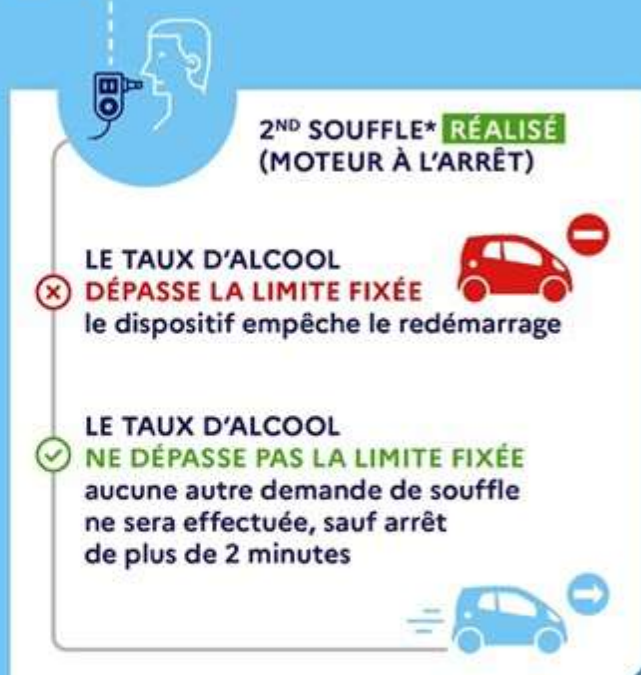 2ND SOUFFLE* RÉALISÉ
(MOTEUR À L'ARRÊT)
LE TAUX D'ALCOOL
DÉPASSE LA LIMITE FIXÉE
le dispositif empêche le redémarrage
LE TAUX D'ALCOOL
NE DÉPASSE PAS LA LIMITE FIXÉE
aucune autre demande de souffle
ne sera effectuée, sauf arrêt
de plus de 2 minutes